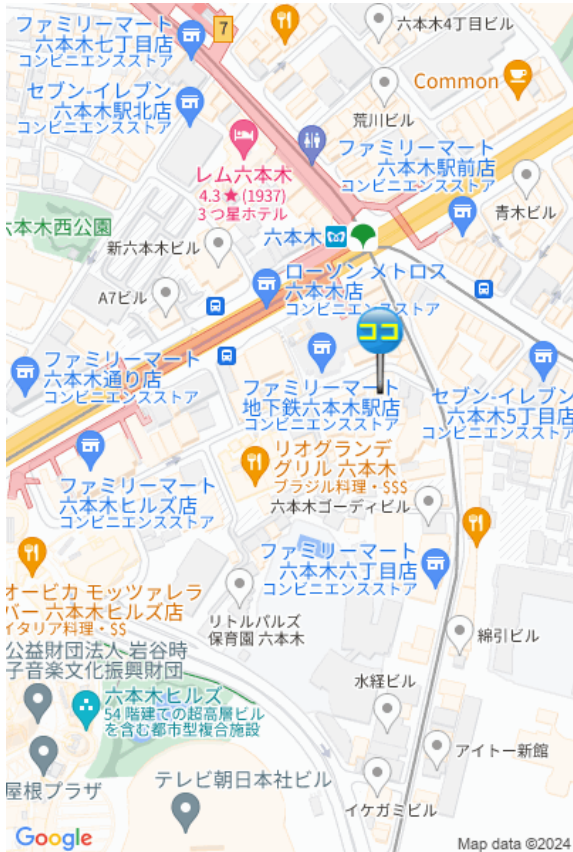 ファミリーマート
六本木七丁目店
コンビニエンスストア
7
六本木4丁目ビル
セブン-イレブン
六本木駅北店
コンビニエンスストア
Common
荒川ビル
レム六本木
4.3 ★ (1937)
3 つ星ホテル
ファミリーマート
六本木駅前店
コンビニエンスストア
六本木西公園
新六本木ビル
六本木
青木ビル
A7ビル
ローソン メトロス
六本木店
コンビニエンスストア
ココ
ファミリーマート
六本木通り店
コンビニエンスストア
ファミリーマート
地下鉄六本木駅店
コンビニエンスストア
セブン-イレブン
六本木5丁目店
コンビニエンスストア
リオグランデ
グリル 六本木
ブラジル料理・$$$
ファミリーマート
六本木ヒルズ店
コンビニエンスストア
六本木ゴーディビル
ファミリーマート
六本木六丁目店
コンビニエンスストア
オービカ モッツァレラ
バー 六本木ヒルズ店
イタリア料理・$$
リトルパルズ
保育園 六本木
綿引ビル
公益財団法人 岩谷時
子音楽文化振興財団
六本木ヒルズ
54 階建ての超高層ビル
を含む都市型複合施設
水経ビル
アイトー新館
屋根プラザ
テレビ朝日本社ビル
イケガミビル
Google
Map data ©2024